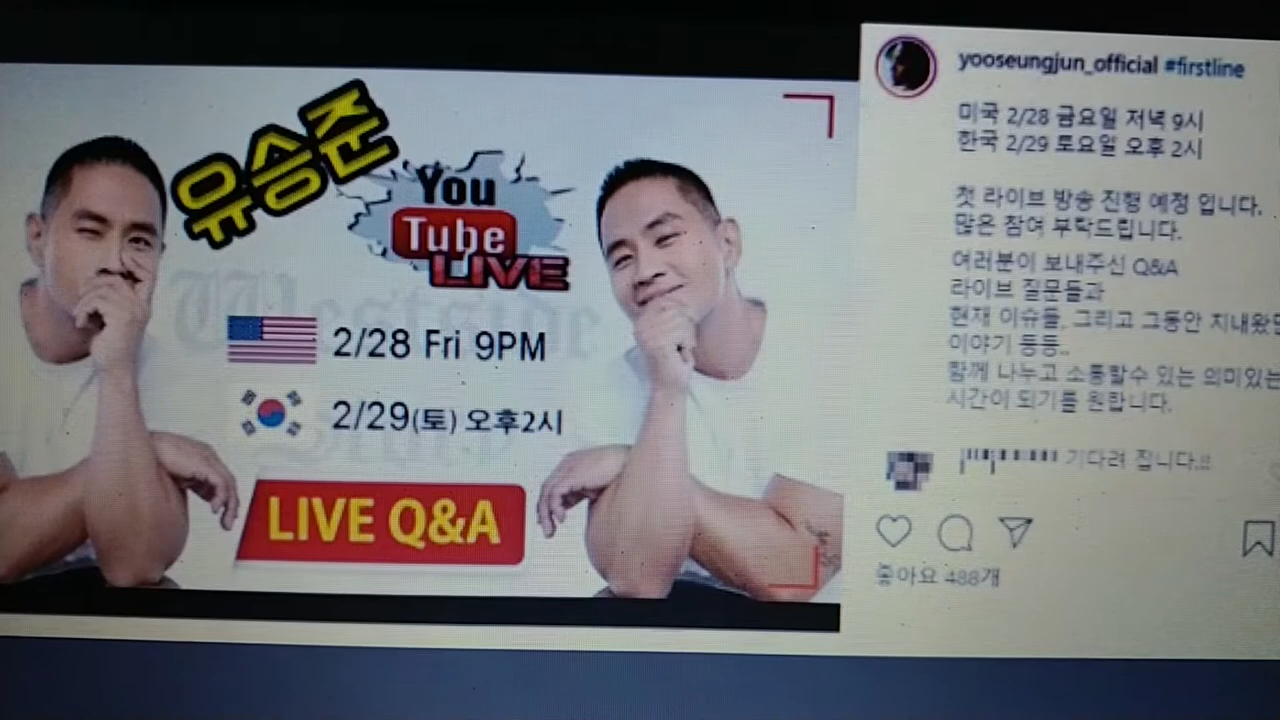 유승준
You
Tube
LIVE
2/28 Fri 9PM
2/29(토) 오후2시
LIVE Q&A
yooseungjun_official #firstline
미국 2/28 금요일 저녁 9시
한국 2/29 토요일 오후 2시
첫 라이브 방송 진행 예정 입니다.
많은 참여 부탁드립니다.
여러분이 보내주신 Q&A
라이브 질문들과
현재 이슈들, 그리고 그동안 지내왔던
이야기 등등..
함께 나누고 소통할수 있는 의미있는
시간이 되기를 원합니다.
기다려 집니다.!!
좋아요 488개